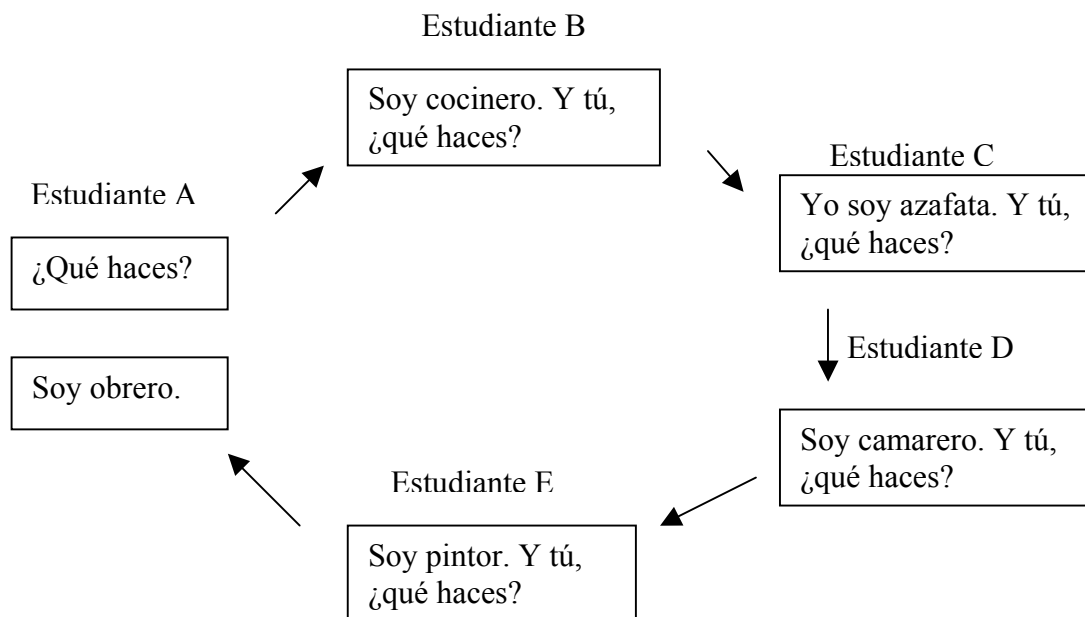 Estudiante B
Soy cocinero. Y tú,
¿qué haces?
Estudiante C
Yo soy azafata. Y tú,
¿qué haces?
Estudiante A
¿Qué haces?
Estudiante D
Soy camarero. Y tú,
¿qué haces?
Estudiante E
Soy pintor. Y tú,
¿qué haces?
Soy obrero.